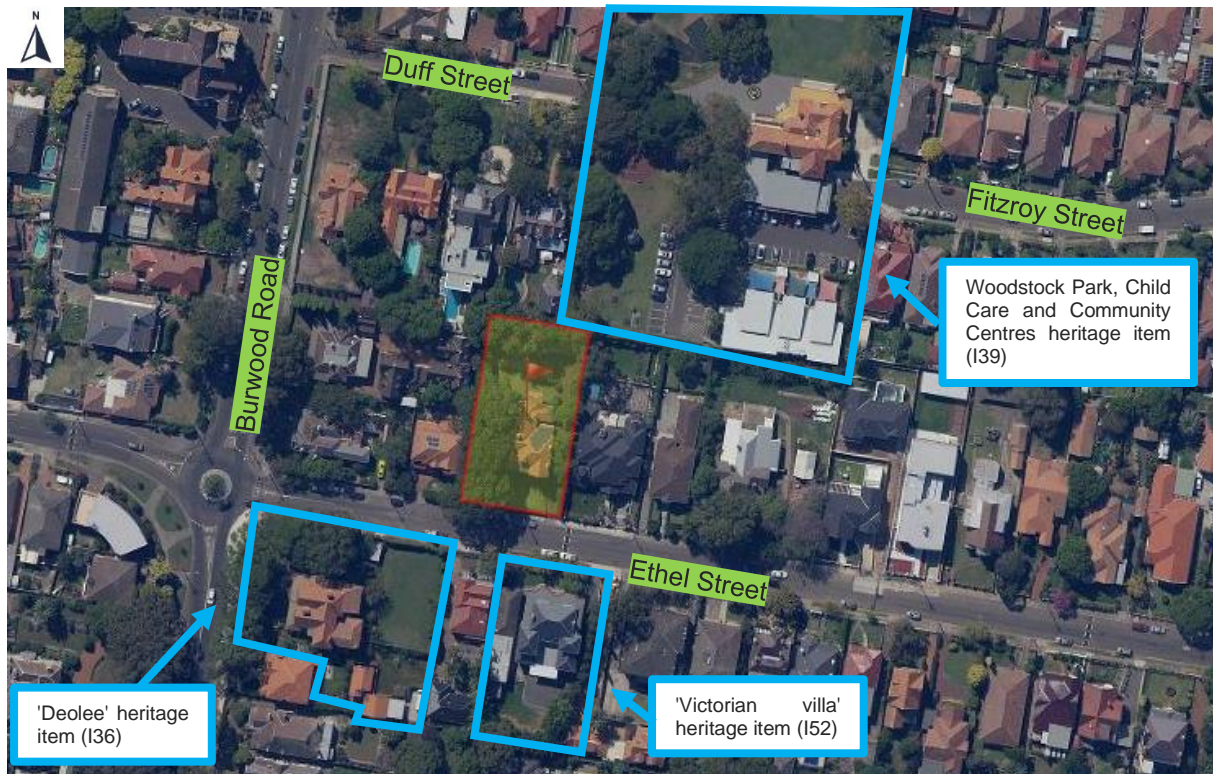 N
Duff Street
Fitzroy Street
Burwood Road
Woodstock Park, Child
Care and Community
Centres heritage item
(I39)
Ethel Street
'Deolee' heritage
item (I36)
'Victorian villa'
heritage item (I52)